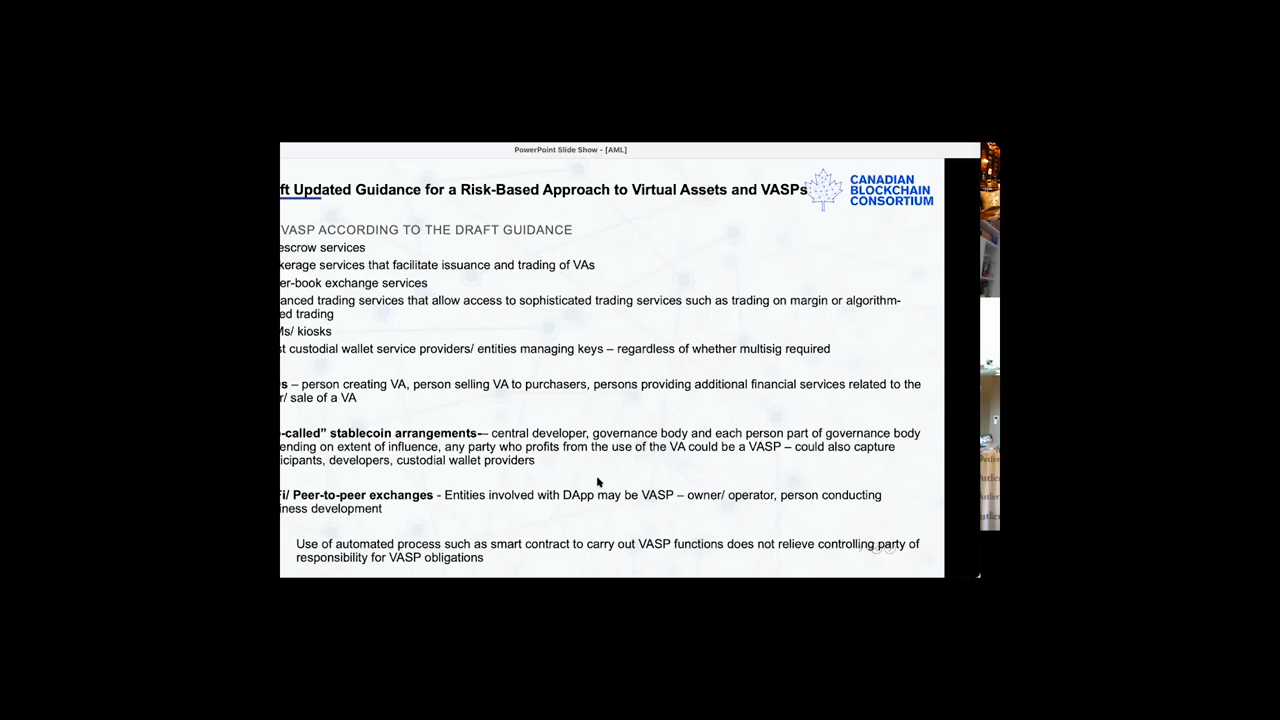 PowerPoint Slide Show - [AML]
ft Updated Guidance for a Risk-Based Approach to Virtual Assets and VASPs
CANADIAN
BLOCKCHAIN
CONSORTIUM
VASP ACCORDING TO THE DRAFT GUIDANCE
escrow services
kerage services that facilitate issuance and trading of VAs
er-book exchange services
anced trading services that allow access to sophisticated trading services such as trading on margin or algorithm-
ed trading
Ms/ kiosks
st custodial wallet service providers/ entities managing keys – regardless of whether multisig required
s – person creating VA, person selling VA to purchasers, persons providing additional financial services related to the
r/ sale of a VA
-called” stablecoin arrangements-– central developer, governance body and each person part of governance body
ending on extent of influence, any party who profits from the use of the VA could be a VASP – could also capture
icipants, developers, custodial wallet providers
i/ Peer-to-peer exchanges - Entities involved with DApp may be VASP – owner/ operator, person conducting
iness development
Use of automated process such as smart contract to carry out VASP functions does not relieve controlling party of
responsibility for VASP obligations